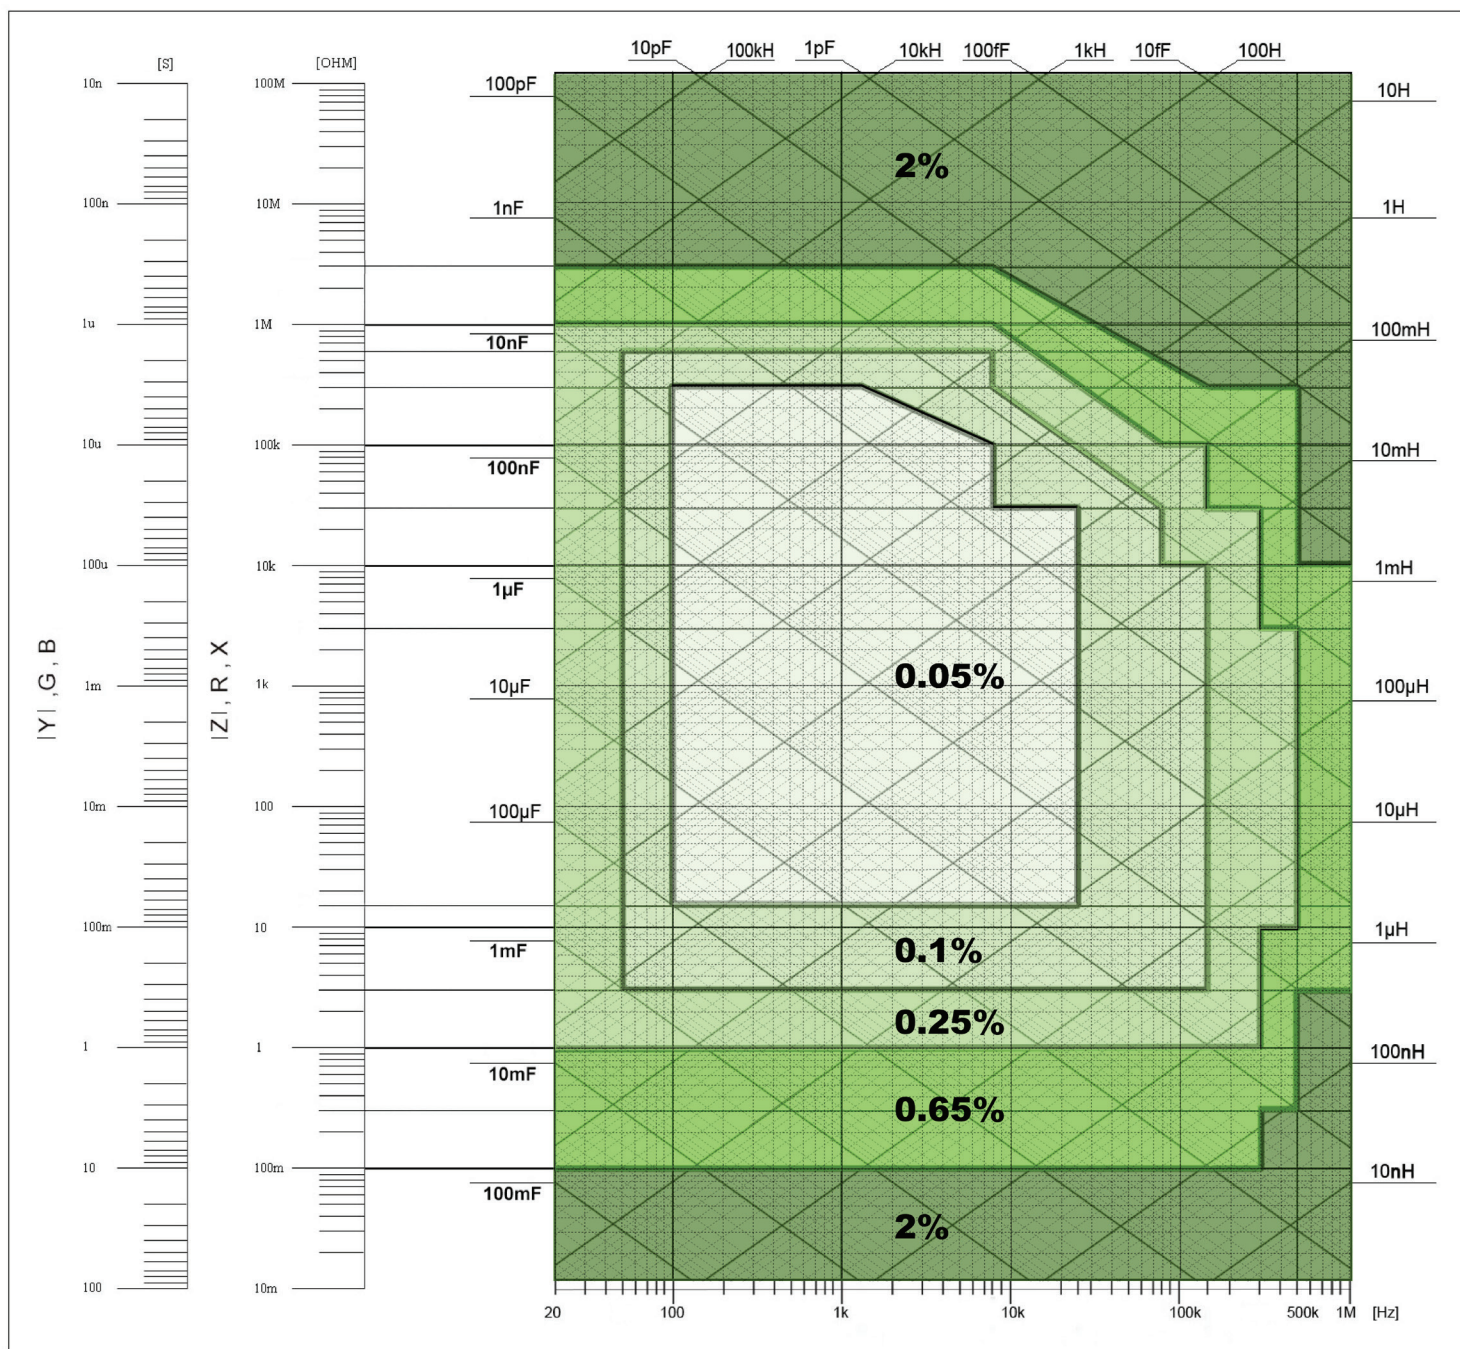 10pF 100kH 1pF 10kH 100fF 1kH 10fF 100H
[S] [OHM]
10n 100M 100pF 10H
2%
100n 10M 1nF 1H
1u 1M 10nF 100mH
10u 100k 100nF 10mH
100u 10k 1µF 1mH
|Y| , G , B
|Z| , R , X
0.05%
1m 1k 10µF 100µH
10m 100 100µF 10µH
100m 10 1mF 1µH
0.1%
0.25%
1 1 10mF 100nH
0.65%
10 100m 100mF 10nH
2%
100 10m
20 100 1k 10k 100k 500k 1M [Hz]